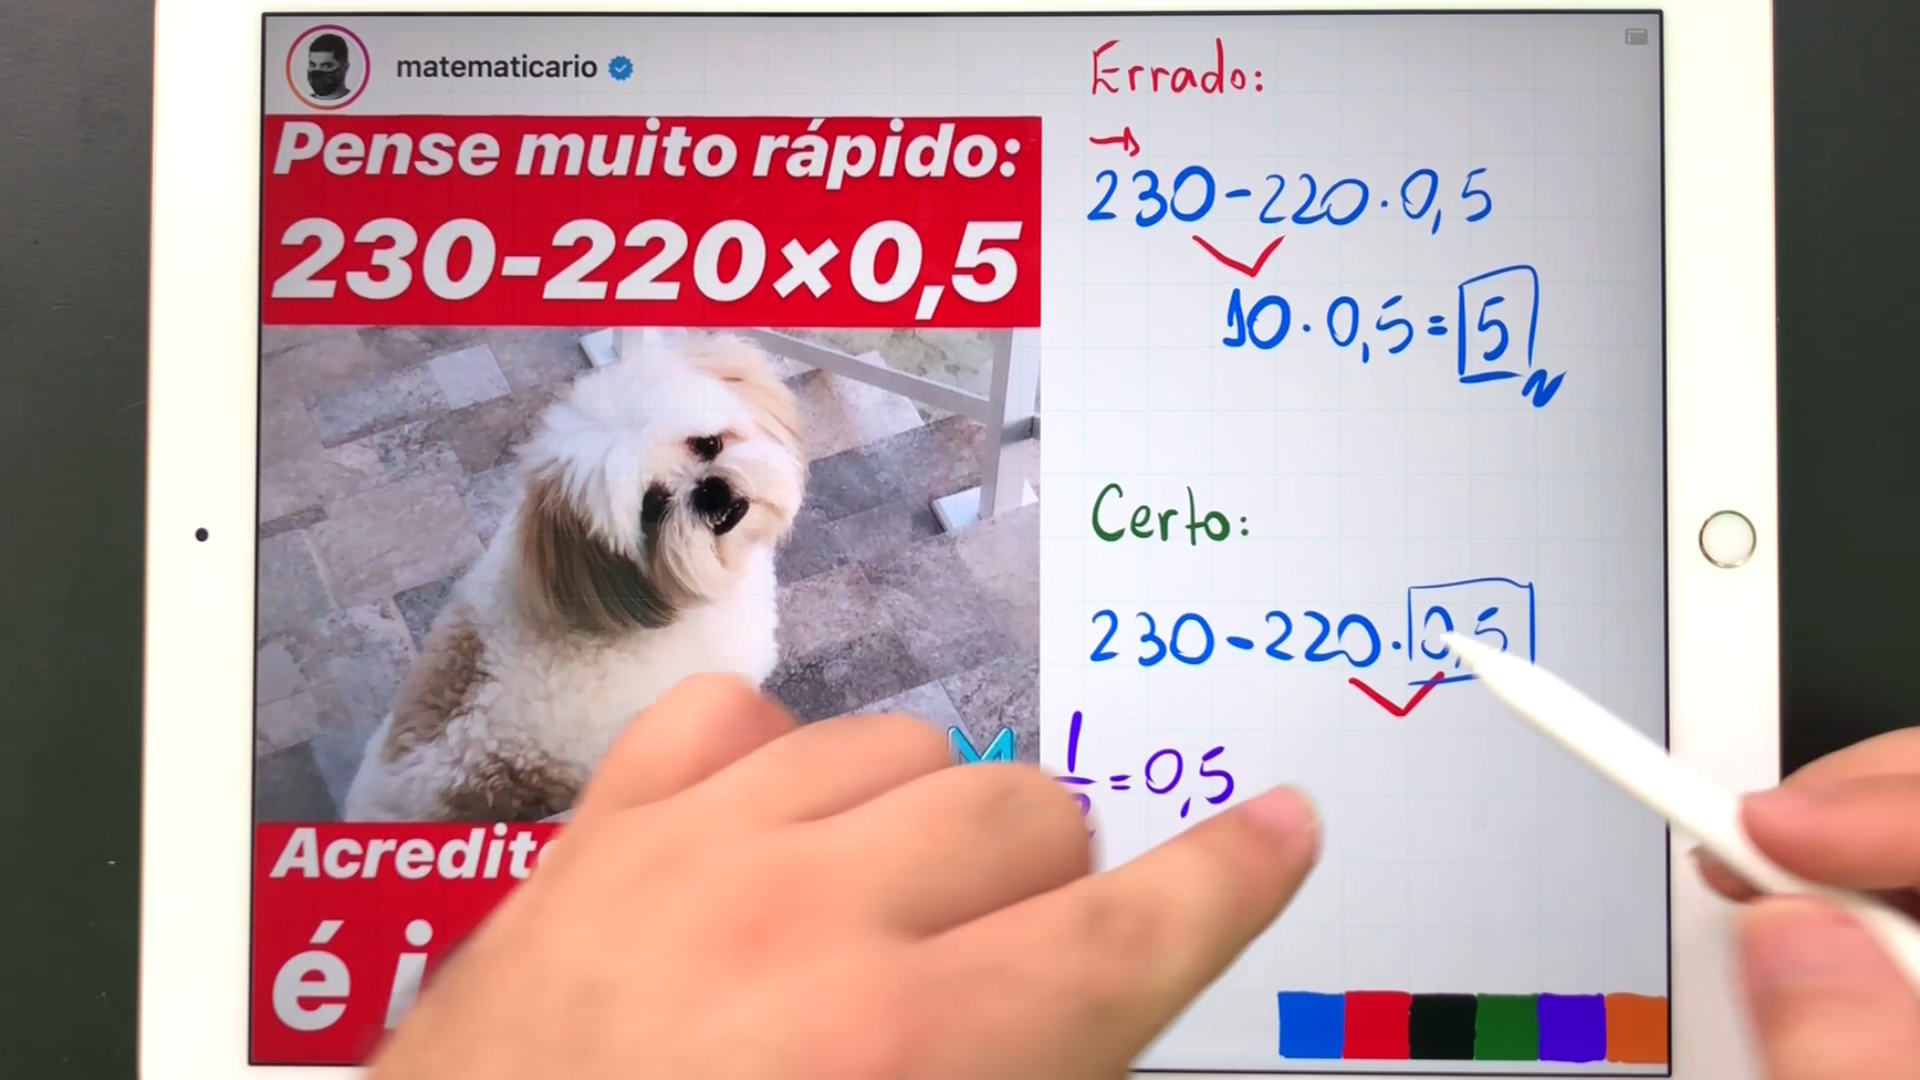 matematicario
Pense muito rápido:
230-220×0,5
Errado:
230-220·0,5
10·0,5=5
Certo:
230-220·0,5
1
=0,5
é